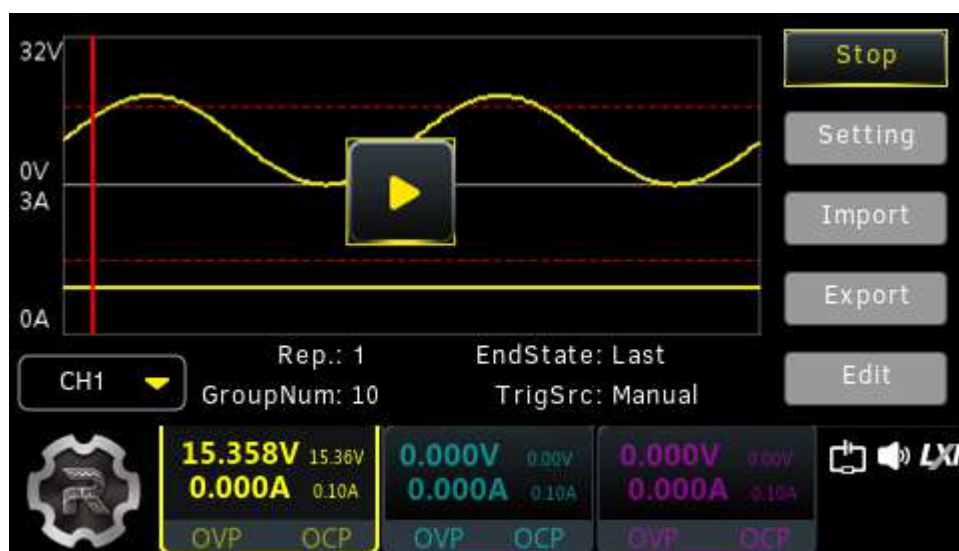 32V
0V
3A
0A
Stop
Setting
Import
Export
Edit
CH1
Rep.: 1
EndState: Last
GroupNum: 10
TrigSrc: Manual
15.358V 15.36V
0.000A 0.10A
OVP OCP
0.000V 0.00V
0.000A 0.10A
OVP OCP
0.000V 0.00V
0.000A 0.10A
OVP OCP
LXI